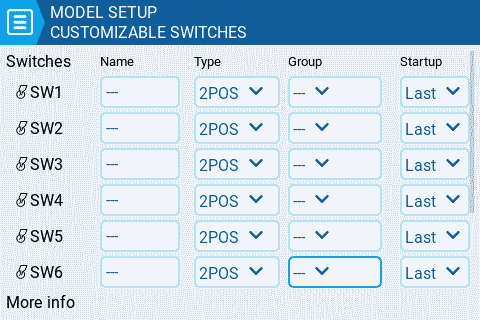 MODEL SETUP
CUSTOMIZABLE SWITCHES
Switches Name Type Group Startup
SW1 --- 2POS --- Last
SW2 --- 2POS --- Last
SW3 --- 2POS --- Last
SW4 --- 2POS --- Last
SW5 --- 2POS --- Last
SW6 --- 2POS --- Last
More info